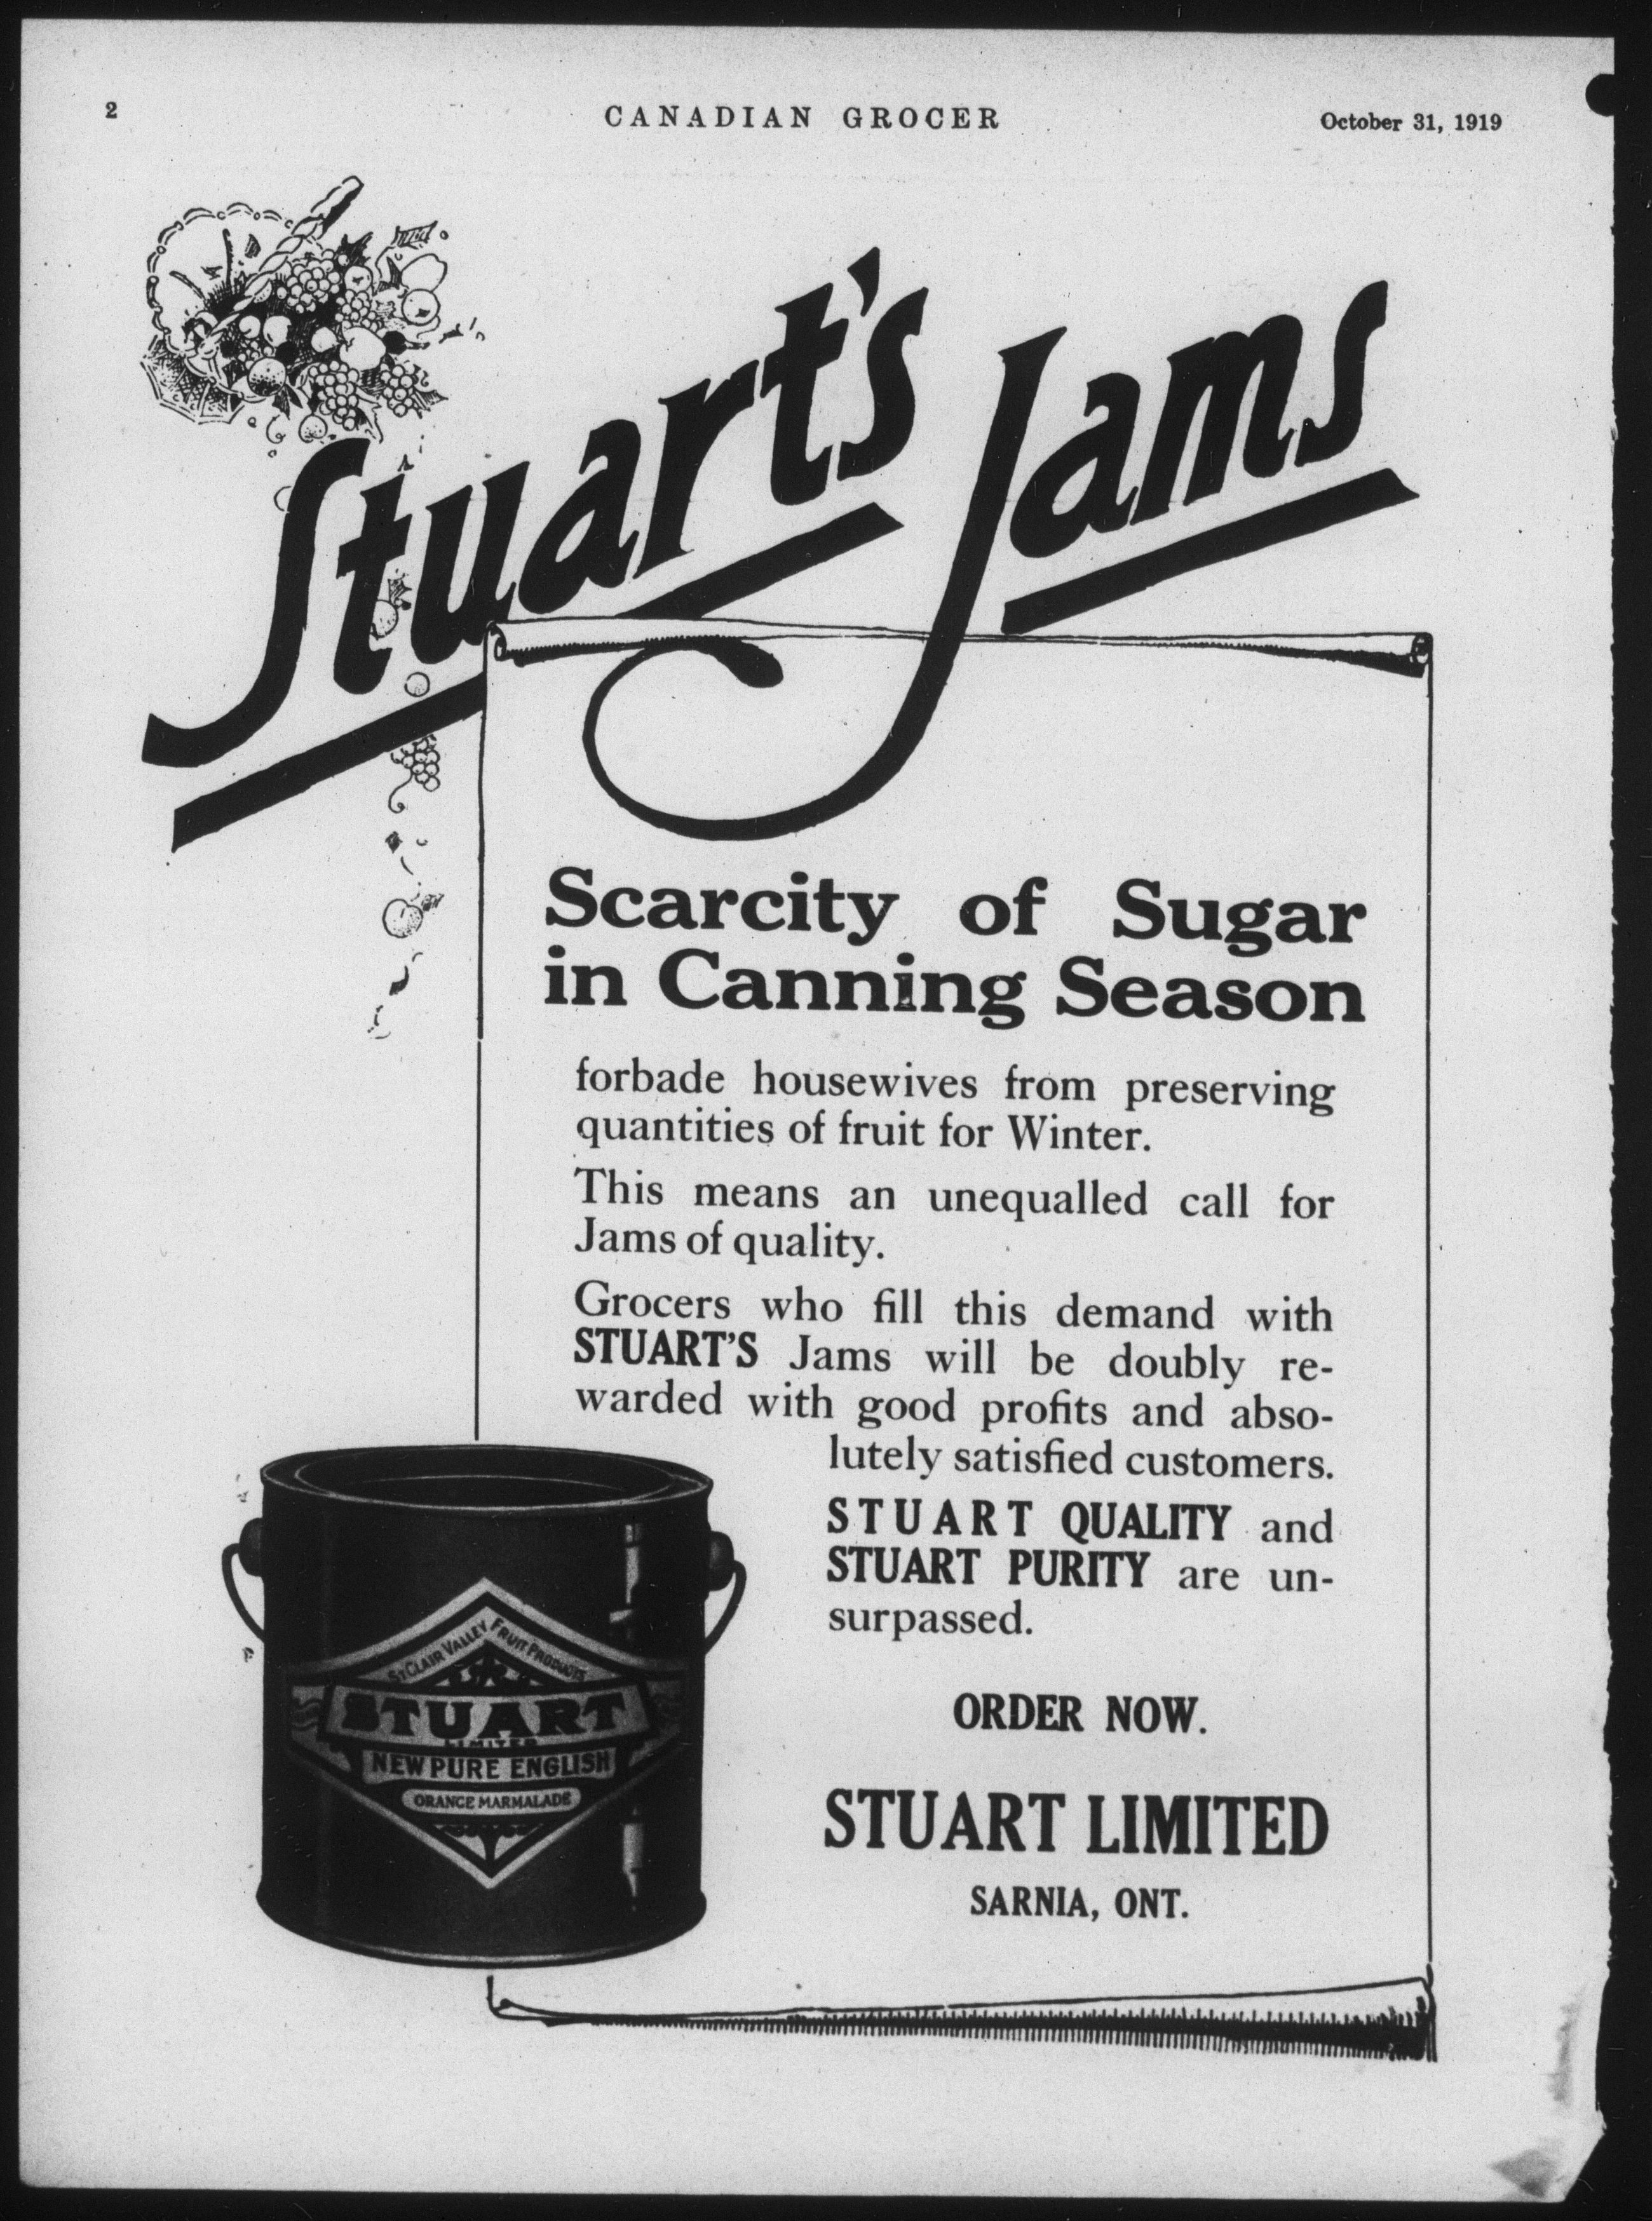 2
CANADIAN GROCER
October 31, 1919
Stuart's Jams
Scarcity of Sugar
in Canning Season
forbade housewives from preserving
quantities of fruit for Winter.
This means an unequalled call for
Jams of quality.
Grocers who fill this demand with
STUART'S Jams will be doubly re-
warded with good profits and abso-
lutely satisfied customers.
STUART QUALITY and
STUART PURITY are un-
surpassed.
ORDER NOW.
STUART LIMITED
SARNIA, ONT.
ST CLAIR VALLEY FRUIT PRODUCTS
STUART
LIMITED
NEW PURE ENGLISH
ORANGE MARMALADE